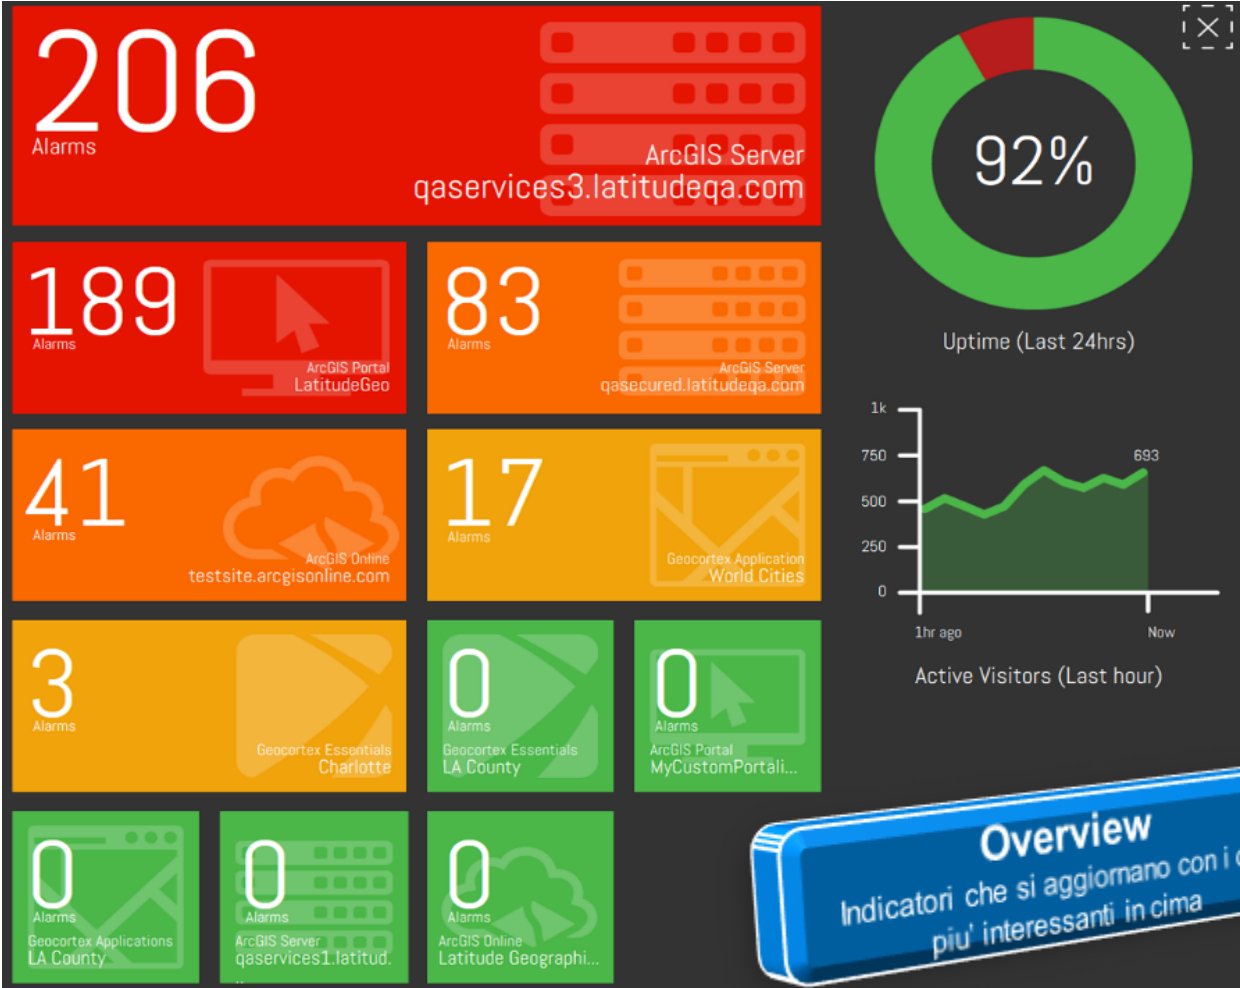 206
Alarms
ArcGIS Server
qaservices3.latitudeqa.com
92%
Uptime (Last 24hrs)
189
Alarms
ArcGIS Portal
LatitudeGeo
83
Alarms
ArcGIS Server
qasecured.latitudeqa.com
41
Alarms
ArcGIS Online
testsite.arcgisonline.com
17
Alarms
Geocortex Application
World Cities
1k
750
500
250
0
693
1hr ago
Now
Active Visitors (Last hour)
3
Alarms
Geocortex Essentials
Charlotte
0
Alarms
Geocortex Essentials
LA County
0
Alarms
ArcGIS Portal
MyCustomPortali...
0
Alarms
Geocortex Applications
LA County
0
Alarms
ArcGIS Server
qaservices1.latitud.
0
Alarms
ArcGIS Online
Latitude Geographi...
Overview
Indicatori che si aggiornano con i
piu' interessanti in cima